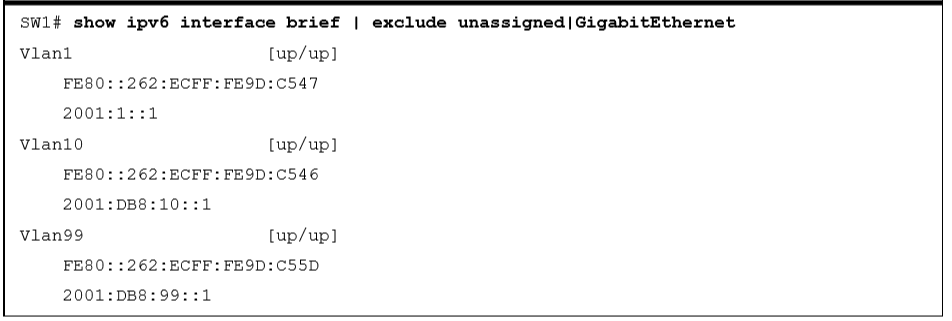 SW1# show ipv6 interface brief | exclude unassigned|GigabitEthernet
Vlan1 [up/up]
FE80::262:ECFF:FE9D:C547
2001:1::1
Vlan10 [up/up]
FE80::262:ECFF:FE9D:C546
2001:DB8:10::1
Vlan99 [up/up]
FE80::262:ECFF:FE9D:C55D
2001:DB8:99::1